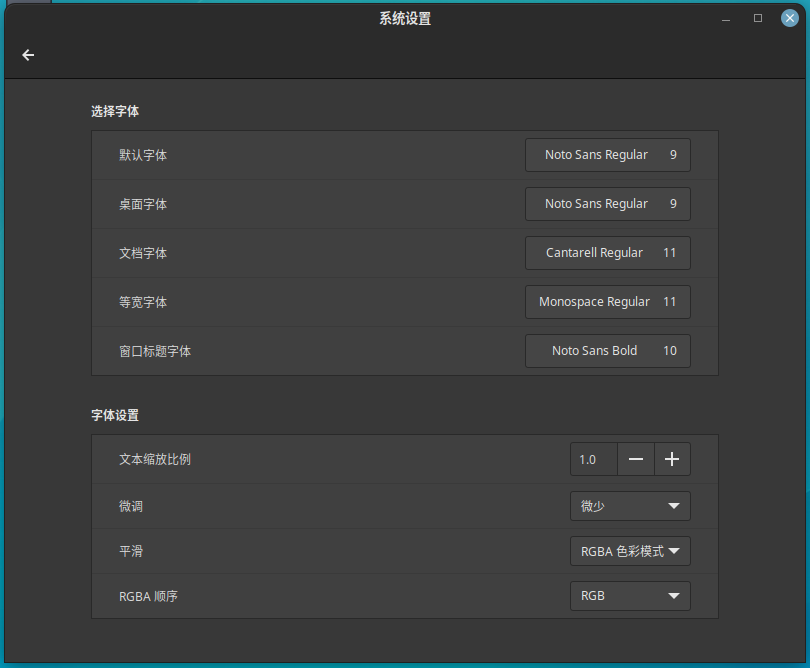 系统设置
选择字体
默认字体 Noto Sans Regular 9
桌面字体 Noto Sans Regular 9
文档字体 Cantarell Regular 11
等宽字体 Monospace Regular 11
窗口标题字体 Noto Sans Bold 10
字体设置
文本缩放比例 1.0
微调 微少
平滑 RGBA 色彩模式
RGBA 顺序 RGB